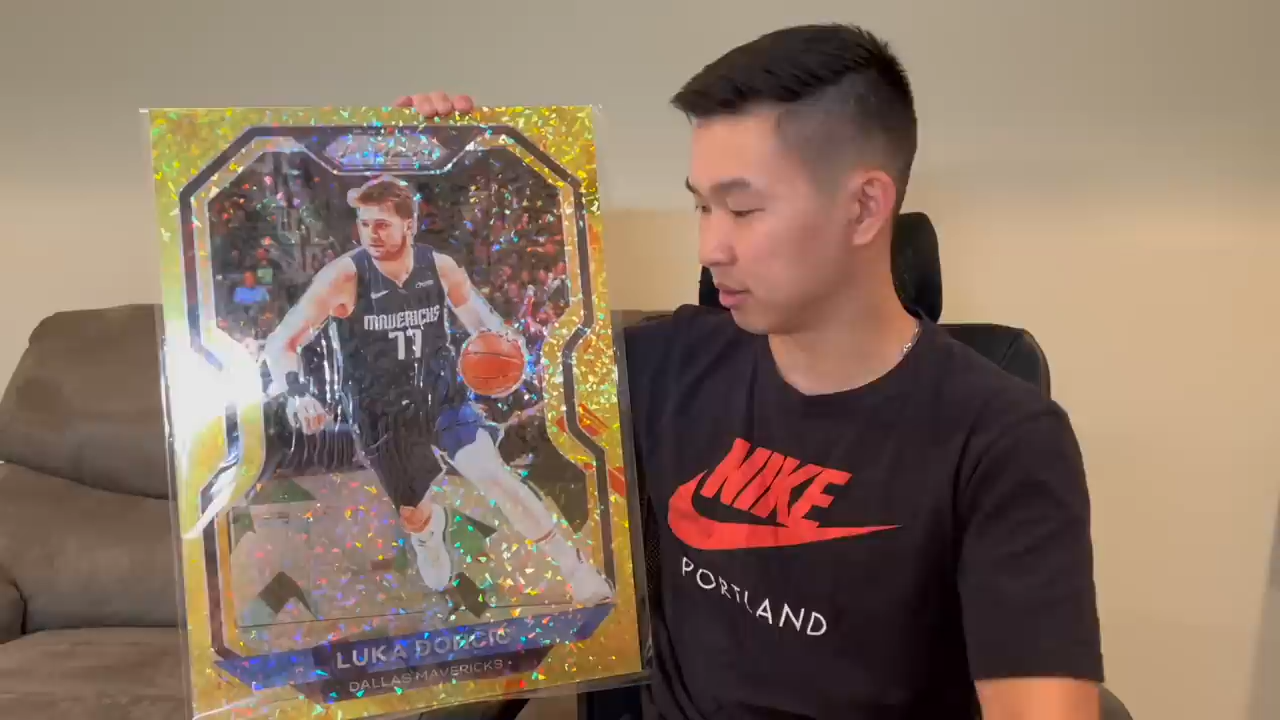 MAVERICKS
77
LUKA DONCIC
DALLAS MAVERICKS
NIKE
PORTLAND